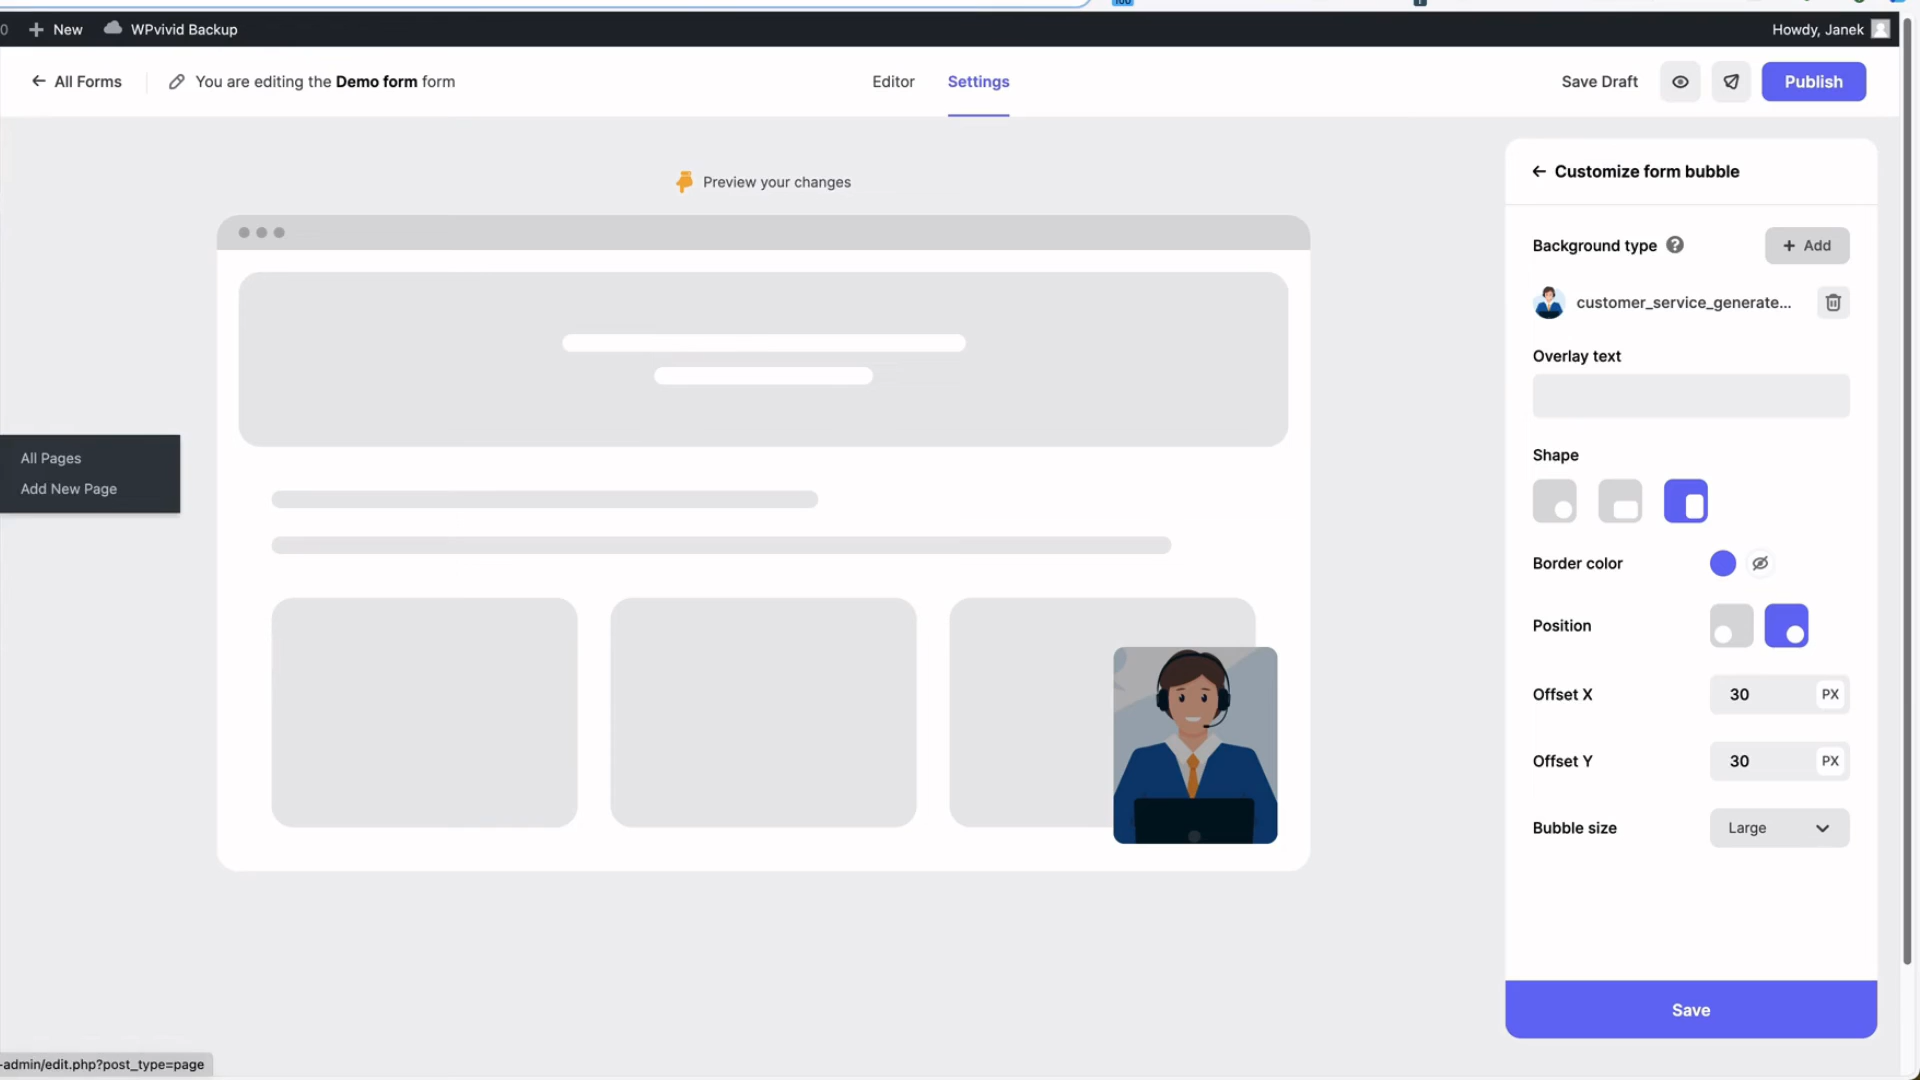 100
0 New WPvivid Backup Howdy, Janek
All Forms You are editing the Demo form form Editor Settings Save Draft Publish
Preview your changes
Customize form bubble
Background type ? + Add
customer_service_generate...
Overlay text
All Pages
Add New Page
Shape
Border color
Position
Offset X 30 PX
Offset Y 30 PX
Bubble size Large
Save
-admin/edit.php?post_type=page